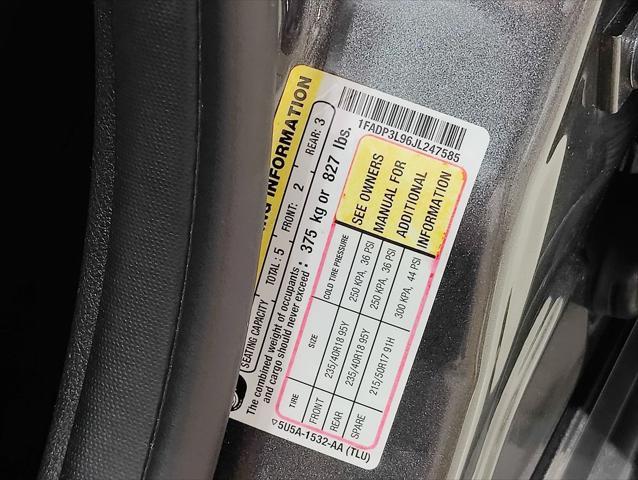 NG INFORMATION
SEATING CAPACITY TOTAL : 5 FRONT: 2 REAR: 3
The combined weight of occupants
and cargo should never exceed : 375 kg or 827 lbs.
TIRE SIZE COLD TIRE PRESSURE
FRONT 235/40R18 95Y 250 KPA, 36 PSI
REAR 235/40R18 95Y 250 KPA, 36 PSI
SPARE 215/50R17 91H 300 KPA, 44 PSI
SEE OWNERS
MANUAL FOR
ADDITIONAL
INFORMATION
5U5A-1532-AA (TLU)
1FADP3L96JL247585